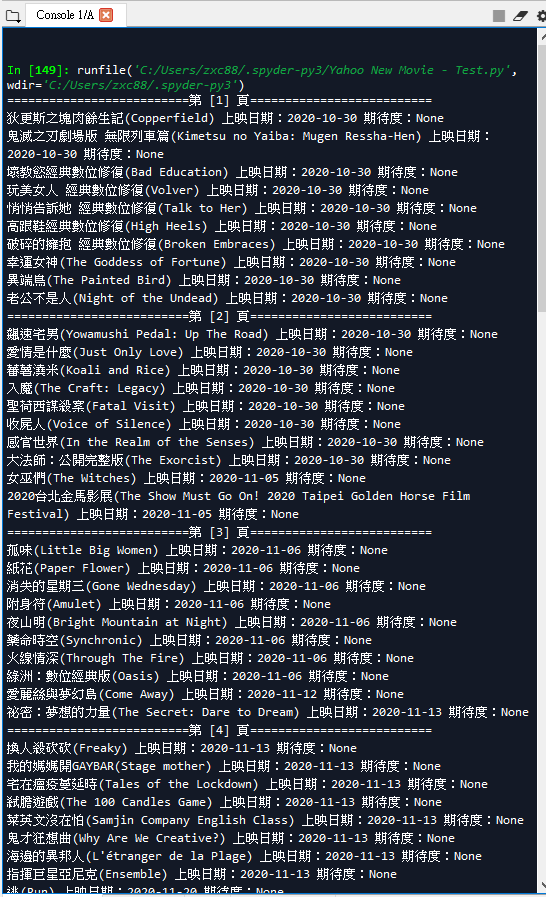 Console 1/A
In [149]: runfile('C:/Users/zxc88/.spyder-py3/Yahoo New Movie - Test.py',
wdir='C:/Users/zxc88/.spyder-py3')
==========================第 [1] 頁==========================
狄更斯之塊肉餘生記(Copperfield) 上映日期：2020-10-30 期待度：None
鬼滅之刃劇場版 無限列車篇(Kimetsu no Yaiba: Mugen Ressha-Hen) 上映日期：
2020-10-30 期待度：None
壞教慾經典數位修復(Bad Education) 上映日期：2020-10-30 期待度：None
玩美女人 經典數位修復(Volver) 上映日期：2020-10-30 期待度：None
悄悄告訴她 經典數位修復(Talk to Her) 上映日期：2020-10-30 期待度：None
高跟鞋經典數位修復(High Heels) 上映日期：2020-10-30 期待度：None
破碎的擁抱 經典數位修復(Broken Embraces) 上映日期：2020-10-30 期待度：None
幸運女神(The Goddess of Fortune) 上映日期：2020-10-30 期待度：None
異端鳥(The Painted Bird) 上映日期：2020-10-30 期待度：None
老公不是人(Night of the Undead) 上映日期：2020-10-30 期待度：None
==========================第 [2] 頁==========================
飆速宅男(Yowamushi Pedal: Up The Road) 上映日期：2020-10-30 期待度：None
愛情是什麼(Just Only Love) 上映日期：2020-10-30 期待度：None
蕃薯澆米(Koali and Rice) 上映日期：2020-10-30 期待度：None
入魔(The Craft: Legacy) 上映日期：2020-10-30 期待度：None
聖荷西謀殺案(Fatal Visit) 上映日期：2020-10-30 期待度：None
收屍人(Voice of Silence) 上映日期：2020-10-30 期待度：None
感官世界(In the Realm of the Senses) 上映日期：2020-10-30 期待度：None
大法師：公開完整版(The Exorcist) 上映日期：2020-10-30 期待度：None
女巫們(The Witches) 上映日期：2020-11-05 期待度：None
2020台北金馬影展(The Show Must Go On! 2020 Taipei Golden Horse Film
Festival) 上映日期：2020-11-05 期待度：None
==========================第 [3] 頁==========================
孤味(Little Big Women) 上映日期：2020-11-06 期待度：None
紙花(Paper Flower) 上映日期：2020-11-06 期待度：None
消失的星期三(Gone Wednesday) 上映日期：2020-11-06 期待度：None
附身符(Amulet) 上映日期：2020-11-06 期待度：None
夜山明(Bright Mountain at Night) 上映日期：2020-11-06 期待度：None
藥命時空(Synchronic) 上映日期：2020-11-06 期待度：None
火線情深(Through The Fire) 上映日期：2020-11-06 期待度：None
綠洲：數位經典版(Oasis) 上映日期：2020-11-06 期待度：None
愛麗絲與夢幻島(Come Away) 上映日期：2020-11-12 期待度：None
祕密：夢想的力量(The Secret: Dare to Dream) 上映日期：2020-11-13 期待度：None
==========================第 [4] 頁==========================
換人殺砍砍(Freaky) 上映日期：2020-11-13 期待度：None
我的媽媽開GAYBAR(Stage mother) 上映日期：2020-11-13 期待度：None
宅在瘟疫蔓延時(Tales of the Lockdown) 上映日期：2020-11-13 期待度：None
弒膽遊戲(The 100 Candles Game) 上映日期：2020-11-13 期待度：None
菜英文沒在怕(Samjin Company English Class) 上映日期：2020-11-13 期待度：None
鬼才狂想曲(Why Are We Creative?) 上映日期：2020-11-13 期待度：None
海邊的異邦人(L'étranger de la Plage) 上映日期：2020-11-13 期待度：None
指揮巨星亞尼克(Ensemble) 上映日期：2020-11-13 期待度：None
逃(Run) 上映日期：2020-11-20 期待度：None